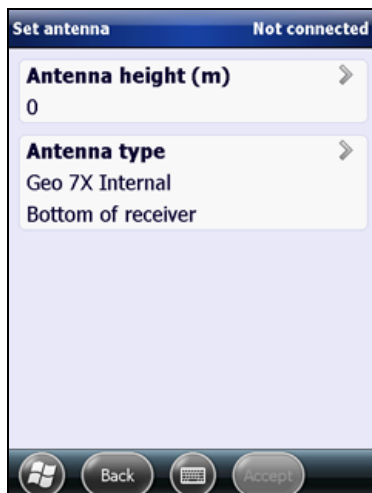 Set antenna Not connected
Antenna height (m)
0
Antenna type
Geo 7X Internal
Bottom of receiver
Back Accept